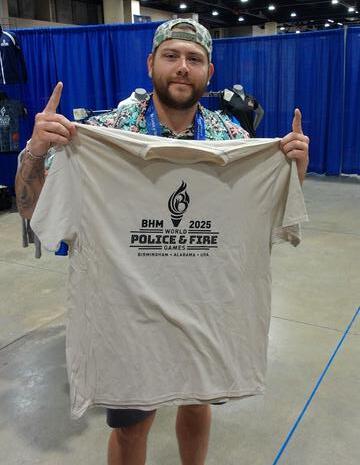 BHM 2025
WORLD
POLICE & FIRE
GAMES
BIRMINGHAM • ALABAMA • USA